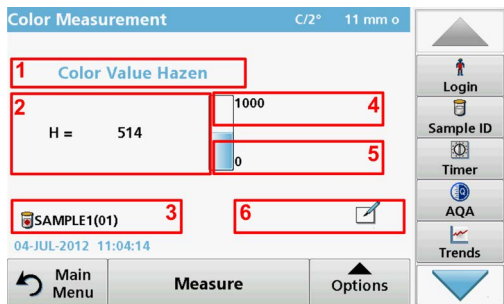 Color Measurement C/2° 11 mm o
1 Color Value Hazen
2
H = 514
1000 4
0 5
SAMPLE1(01) 3
6
04-JUL-2012 11:04:14
Main Menu
Measure
Options
Login
Sample ID
Timer
AQA
Trends